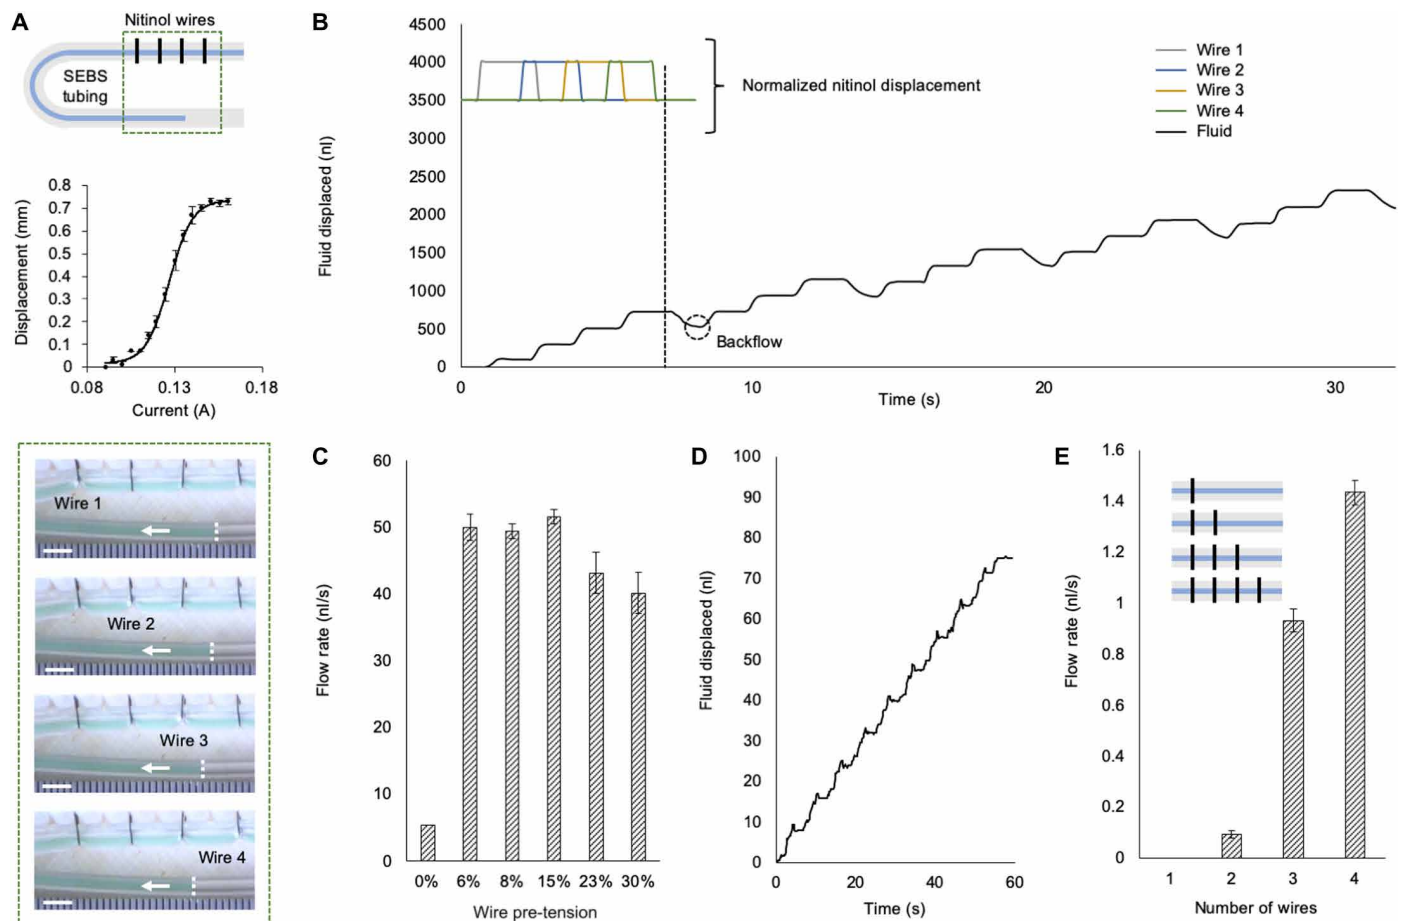 A
Nitinol wires
SEBS
tubing
Displacement (mm)
0.8
0.7
0.6
0.5
0.4
0.3
0.2
0.1
0
0.08
0.13
0.18
Current (A)
Wire 1
Wire 2
Wire 3
Wire 4
B
Fluid displaced (nl)
4500
4000
3500
3000
2500
2000
1500
1000
500
0
0
10
20
30
Time (s)
Normalized nitinol displacement
Backflow
Wire 1
Wire 2
Wire 3
Wire 4
Fluid
C
Flow rate (nl/s)
60
50
40
30
20
10
0
0%
6%
8%
15%
23%
30%
Wire pre-tension
D
Fluid displaced (nl)
100
90
80
70
60
50
40
30
20
10
0
0
20
40
60
Time (s)
E
Flow rate (nl/s)
1.6
1.4
1.2
1
0.8
0.6
0.4
0.2
0
1
2
3
4
Number of wires